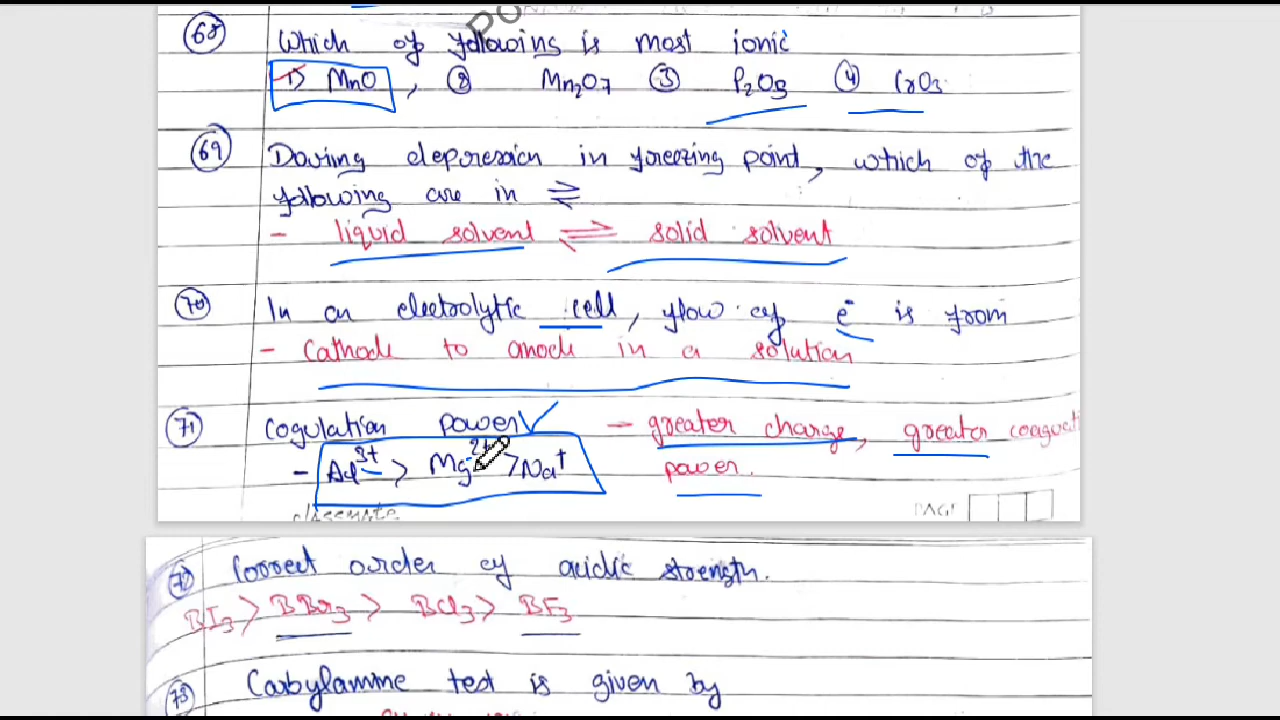 (68) Which of following is most ionic
1) MnO , (2) Mn2O7 (3) P2O5 (4) CrO3
(69) During depression in freezing point, which of the
following are in ⇌
- liquid solvent ⇌ solid solvent
(70) In an electrolytic cell, flow of e⁻ is from
- Cathode to anode in a solution
(71) Cogulation power - greater charge, greater
- Al3+ > Mg2+ > Na+ power.
classmate
PAGE
(72) Correct order of acidic strength.
BI3 > BBr3 > BCl3 > BF3
(73) Carbylamine test is given by